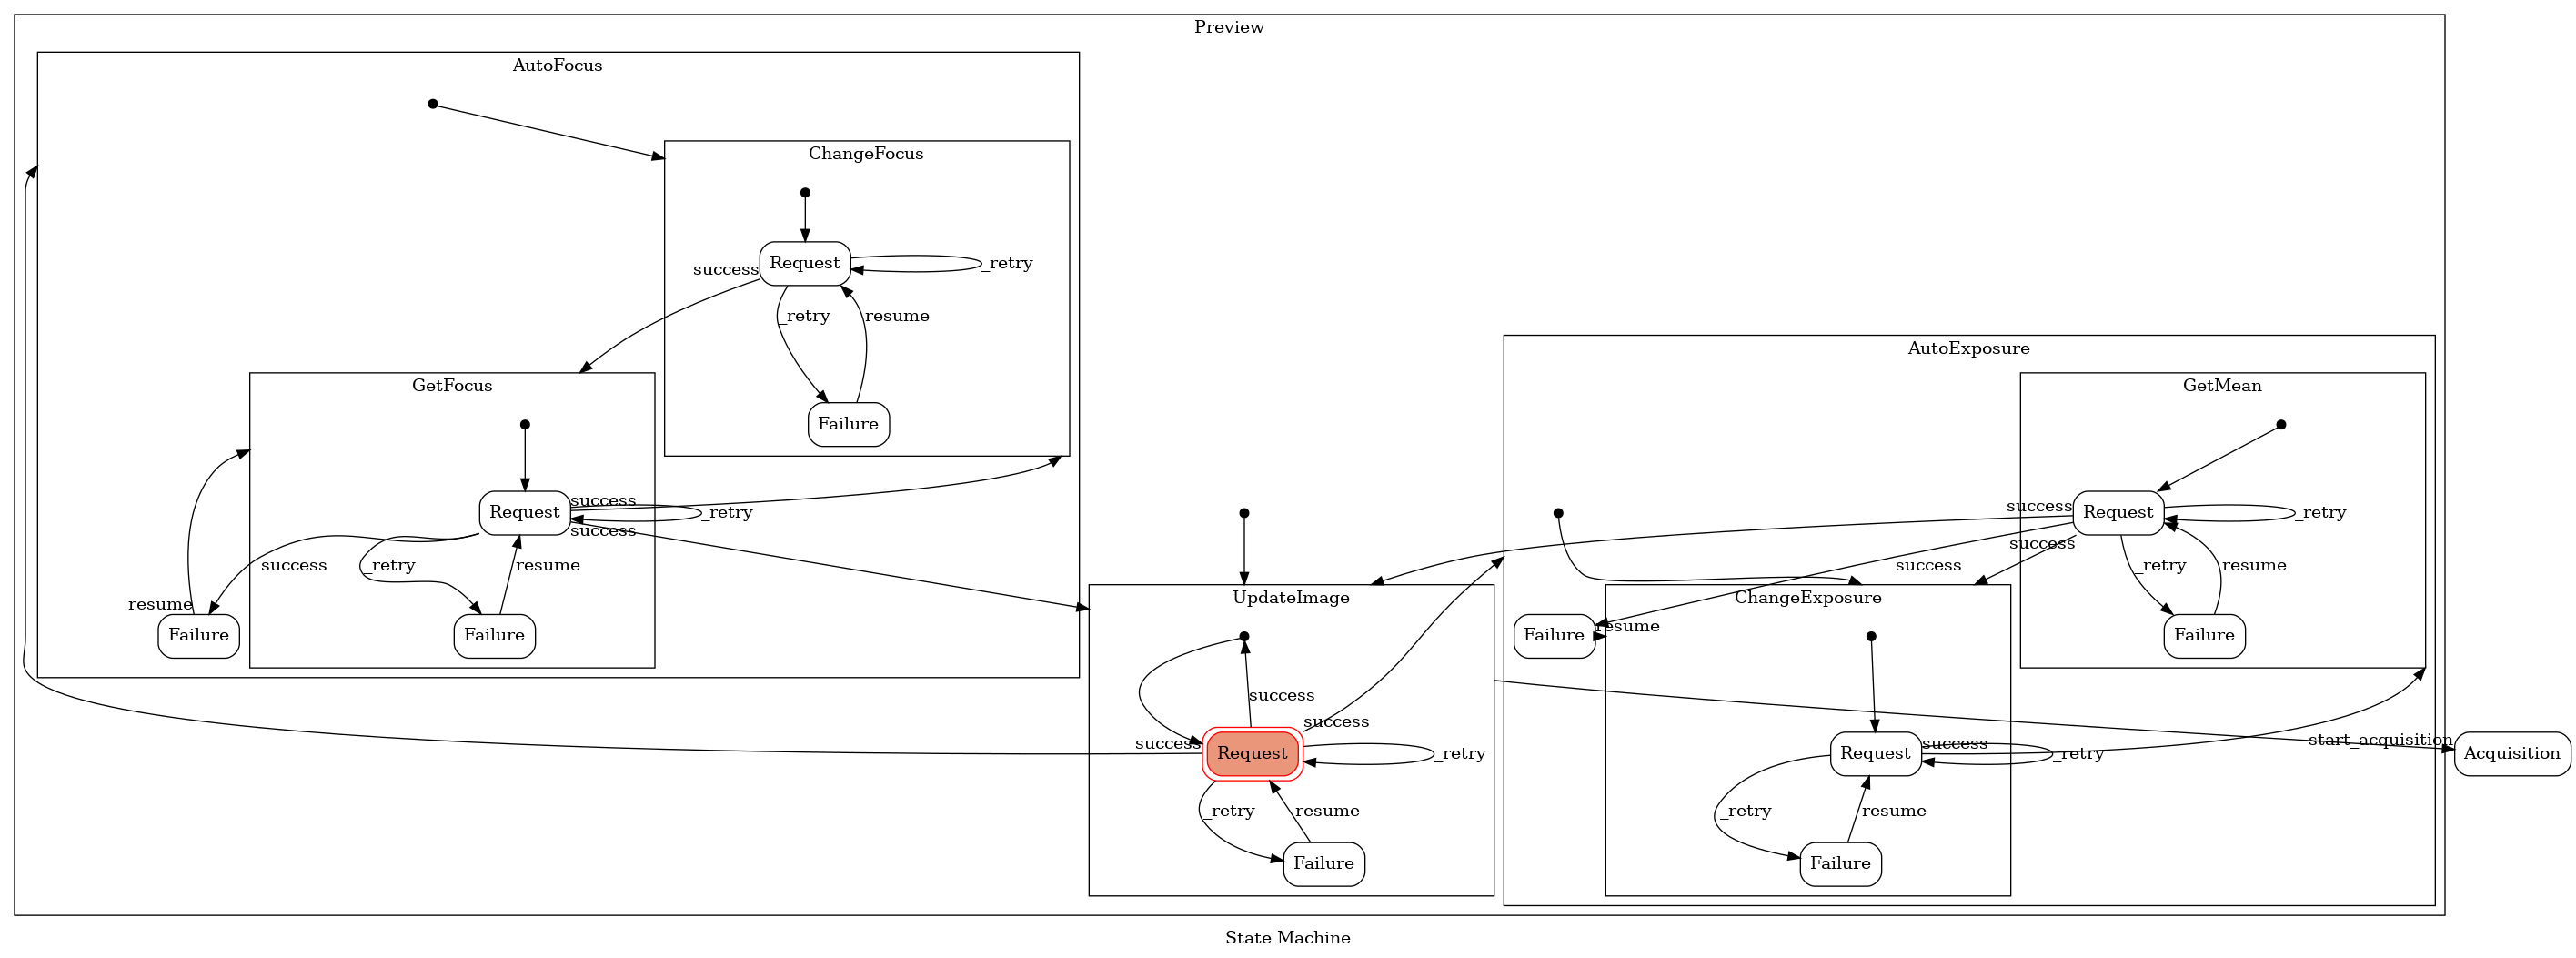 Preview
AutoFocus
ChangeFocus
Request
_retry
success
_retry
resume
Failure
GetFocus
Request
success
_retry
success
success
_retry
resume
resume
Failure
Failure
UpdateImage
success
success
success
Request
_retry
_retry
resume
Failure
AutoExposure
GetMean
success
Request
_retry
success
success
_retry
resume
Failure
Failure
resume
ChangeExposure
Request
success
_retry
_retry
resume
Failure
start_acquisition
Acquisition
State Machine